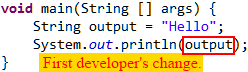 void main(String [] args) {
String output = "Hello";
System.out.println(output);
}
First developer's change.